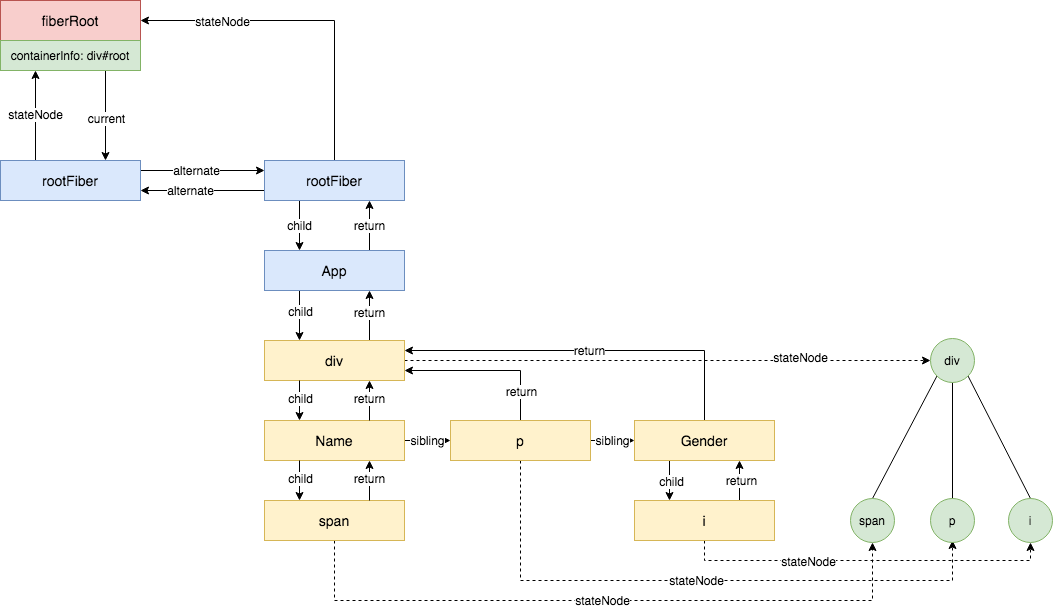 fiberRoot
stateNode
containerInfo: div#root
stateNode
current
rootFiber
alternate
alternate
rootFiber
child
return
App
child
return
div
return
stateNode
div
child
return
return
Name
sibling
p
sibling
Gender
child
return
child
return
span
i
span
p
i
stateNode
stateNode
stateNode